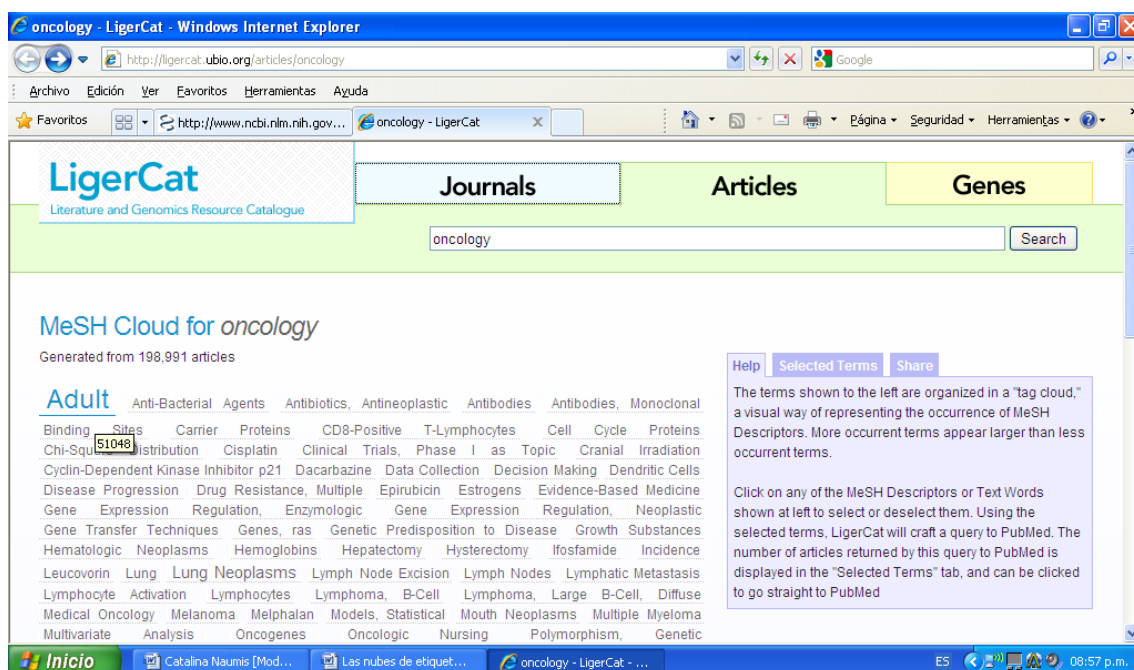 oncology - LigerCat - Windows Internet Explorer
http://ligercat.ubio.org/articles/oncology
Google
Archivo Edición Ver Favoritos Herramientas Ayuda
Favoritos http://www.ncbi.nlm.nih.gov... oncology - LigerCat Página Seguridad Herramientas
LigerCat
Literature and Genomics Resource Catalogue
Journals Articles Genes
oncology Search
MeSH Cloud for oncology
Generated from 198,991 articles
Adult Anti-Bacterial Agents Antibiotics, Antineoplastic Antibodies Antibodies, Monoclonal
Binding Sites Carrier Proteins CD8-Positive T-Lymphocytes Cell Cycle Proteins
51048
Distribution Cisplatin Clinical Trials, Phase I as Topic Cranial Irradiation
Cyclin-Dependent Kinase Inhibitor p21 Dacarbazine Data Collection Decision Making Dendritic Cells
Disease Progression Drug Resistance, Multiple Epirubicin Estrogens Evidence-Based Medicine
Gene Expression Regulation, Enzymologic Gene Expression Regulation, Neoplastic
Gene Transfer Techniques Genes, ras Genetic Predisposition to Disease Growth Substances
Hematologic Neoplasms Hemoglobins Hepatectomy Hysterectomy Ifosfamide Incidence
Leucovorin Lung Lung Neoplasms Lymph Node Excision Lymph Nodes Lymphatic Metastasis
Lymphocyte Activation Lymphocytes Lymphoma, B-Cell Lymphoma, Large B-Cell, Diffuse
Medical Oncology Melanoma Melphalan Models, Statistical Mouth Neoplasms Multiple Myeloma
Multivariate Analysis Oncogenes Oncologic Nursing Polymorphism, Genetic
Help Selected Terms Share
The terms shown to the left are organized in a "tag cloud,"
a visual way of representing the occurrence of MeSH
Descriptors. More occurrent terms appear larger than less
occurrent terms.
Click on any of the MeSH Descriptors or Text Words
shown at left to select or deselect them. Using the
selected terms, LigerCat will craft a query to PubMed. The
number of articles returned by this query to PubMed is
displayed in the "Selected Terms" tab, and can be clicked
to go straight to PubMed
Inicio Catalina Naumis [Mod... Las nubes de etiquet... oncology - LigerCat - ... ES 08:57 p.m.